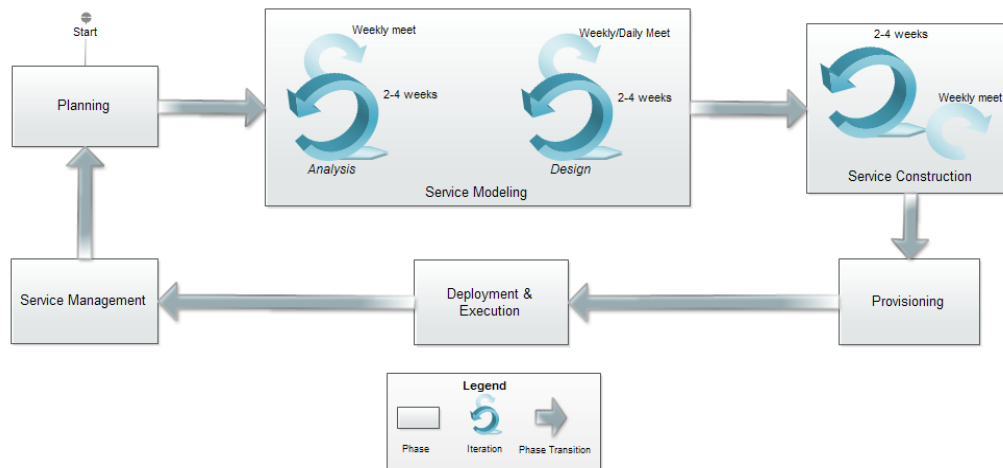 Start
Planning
Weekly meet
2-4 weeks
Analysis
Weekly/Daily Meet
2-4 weeks
Design
Service Modeling
2-4 weeks
Weekly meet
Service Construction
Service Management
Deployment &
Execution
Provisioning
Legend
Phase
Iteration
Phase Transition